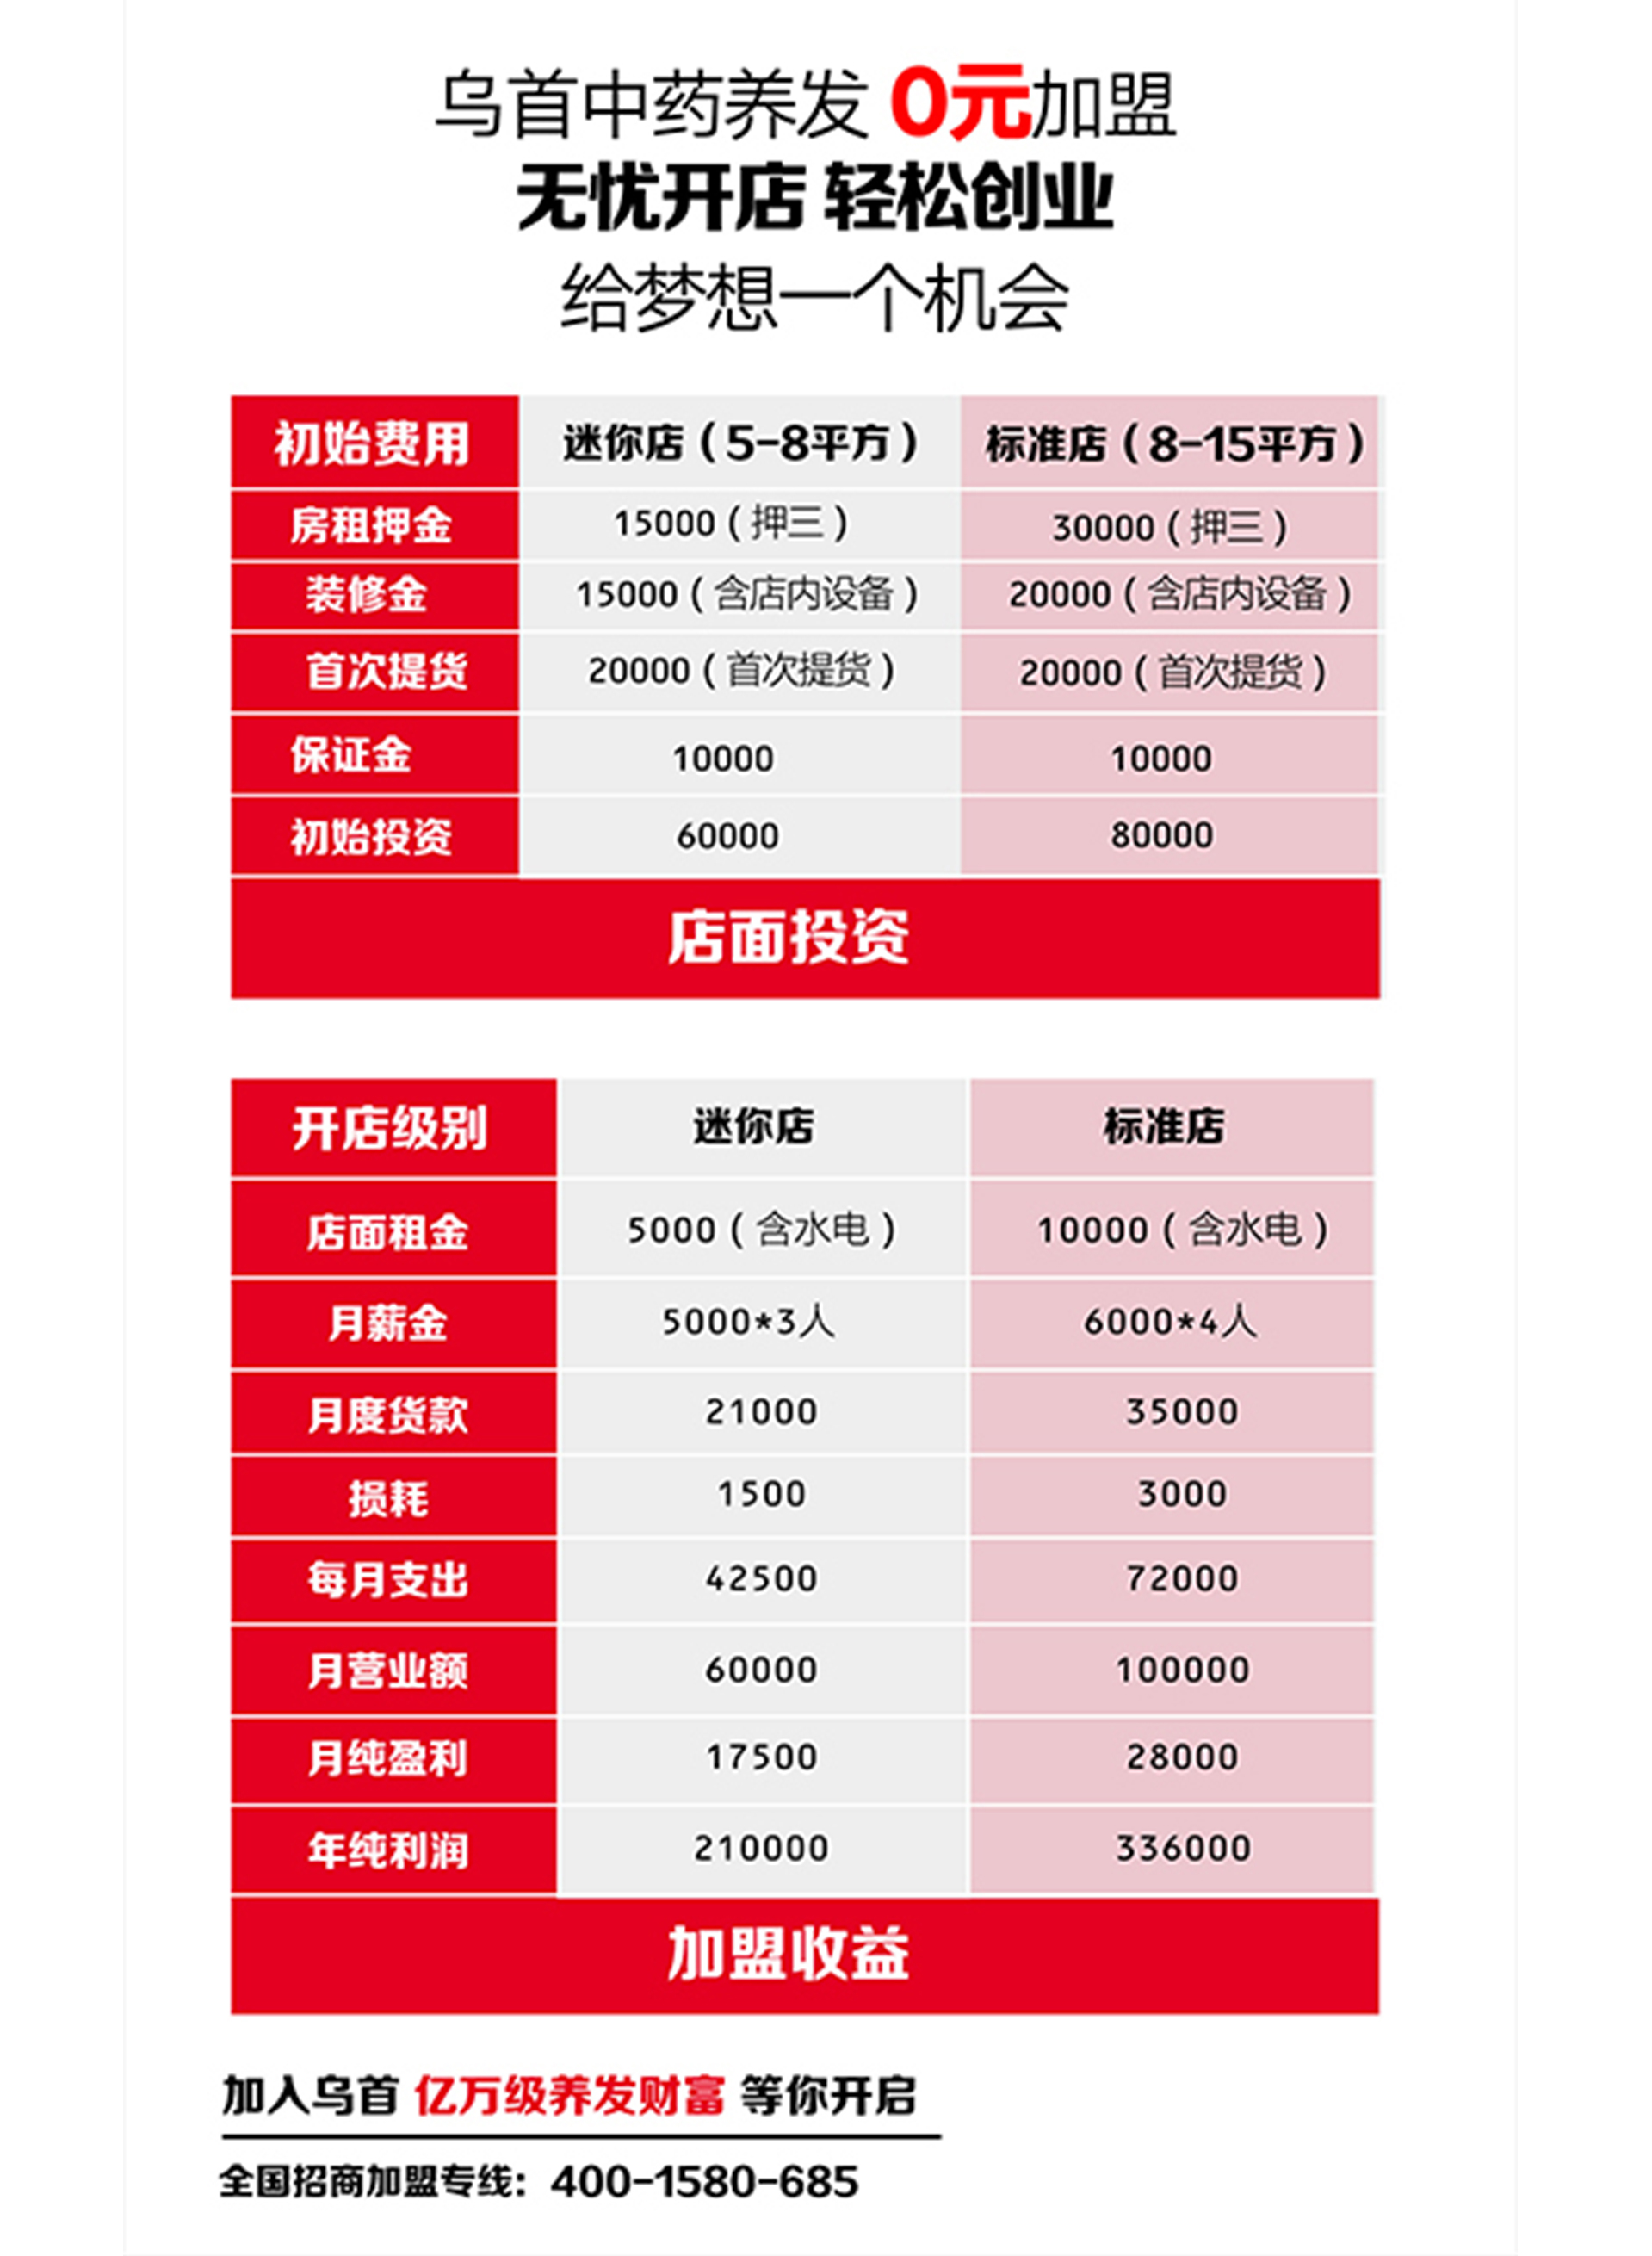 乌首中药养发 0元加盟
无忧开店 轻松创业
给梦想一个机会
初始费用 迷你店（5-8平方） 标准店（8-15平方）
房租押金 15000（押三） 30000（押三）
装修金 15000（含店内设备） 20000（含店内设备）
首次提货 20000（首次提货） 20000（首次提货）
保证金 10000 10000
初始投资 60000 80000
店面投资
开店级别 迷你店 标准店
店面租金 5000（含水电） 10000（含水电）
月薪金 5000*3人 6000*4人
月度货款 21000 35000
损耗 1500 3000
每月支出 42500 72000
月营业额 60000 100000
月纯盈利 17500 28000
年纯利润 210000 336000
加盟收益
加入乌首 亿万级养发财富 等你开启
全国招商加盟专线：400-1580-685